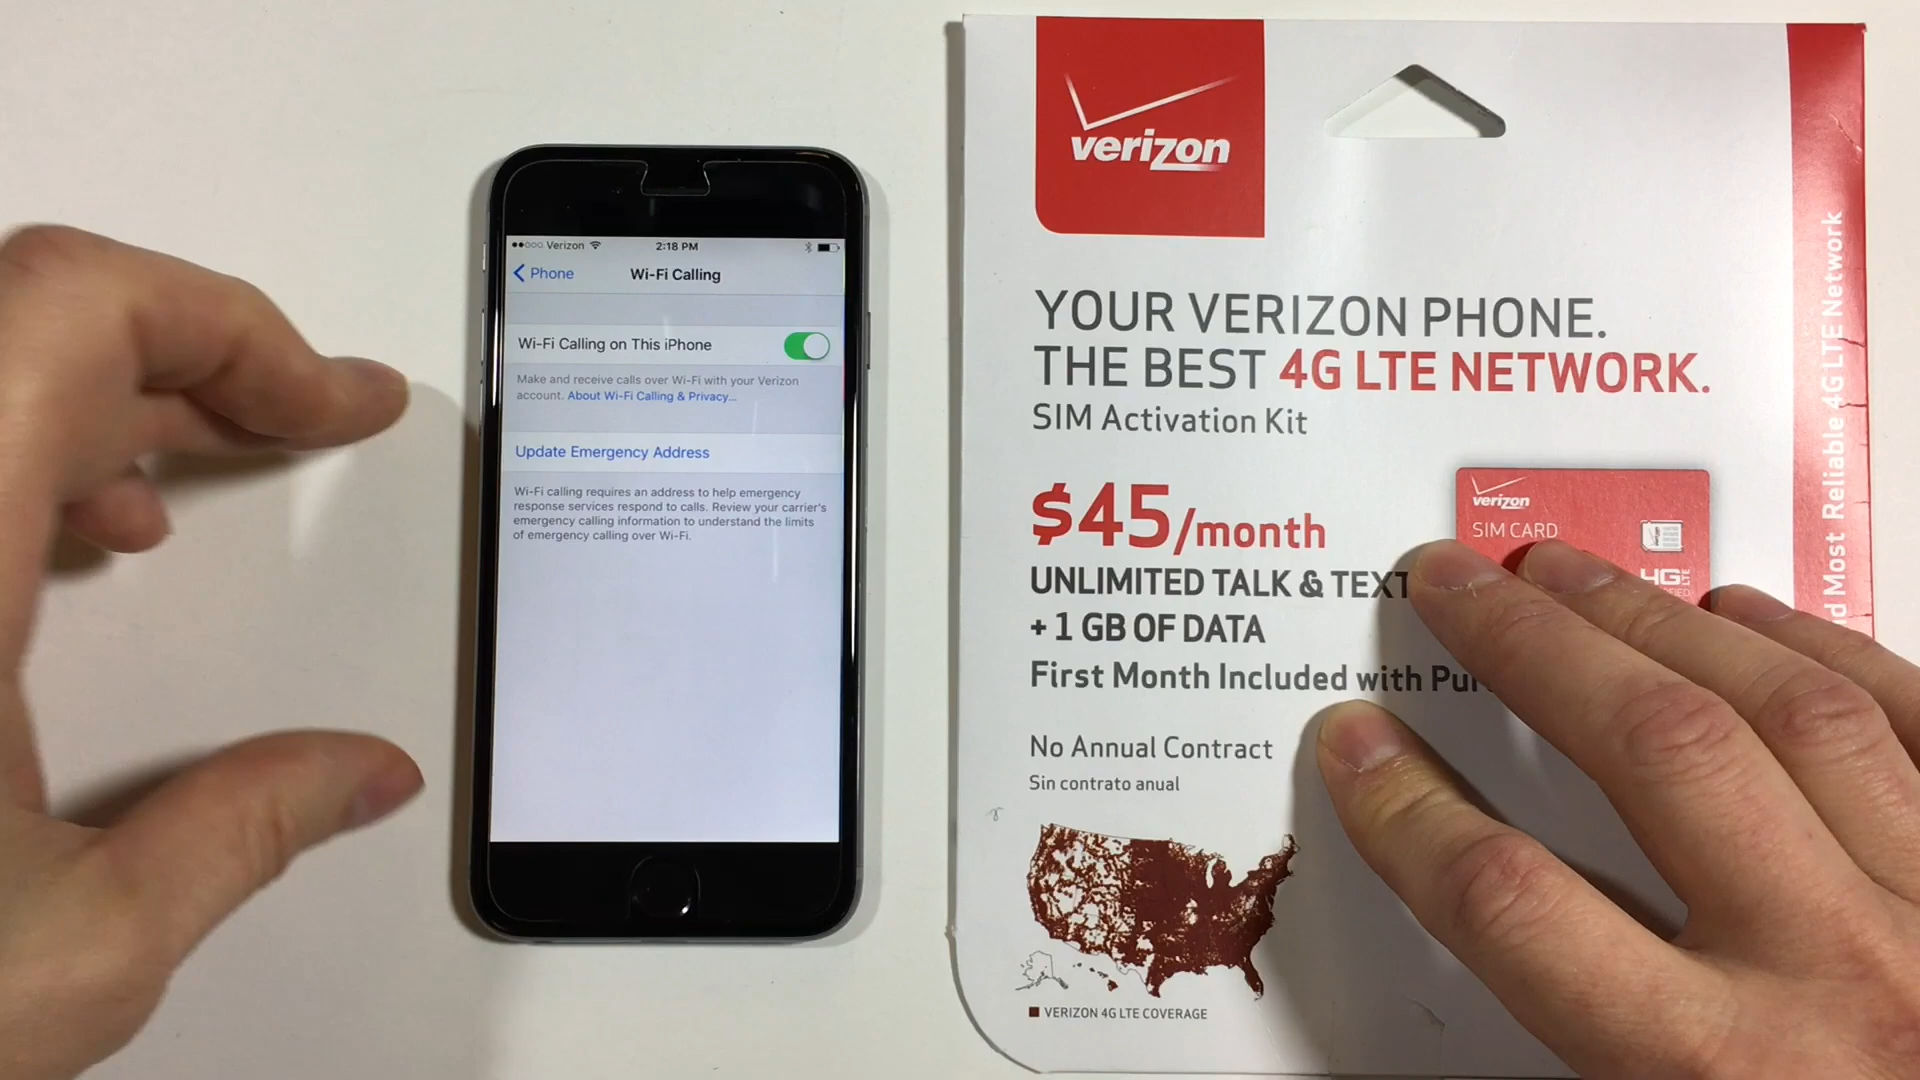 Verizon
2:18 PM
Phone
Wi-Fi Calling
Wi-Fi Calling on This iPhone
Make and receive calls over Wi-Fi with your Verizon
account. About Wi-Fi Calling & Privacy...
Update Emergency Address
Wi-Fi calling requires an address to help emergency
response services respond to calls. Review your carrier's
emergency calling information to understand the limits
of emergency calling over Wi-Fi.
verizon
YOUR VERIZON PHONE.
THE BEST 4G LTE NETWORK.
SIM Activation Kit
$45/month
UNLIMITED TALK & TEXT
+ 1 GB OF DATA
First Month Included with
No Annual Contract
Sin contrato anual
VERIZON 4G LTE COVERAGE
verizon
SIM CARD
4G LTE
Most Reliable 4G LTE Network